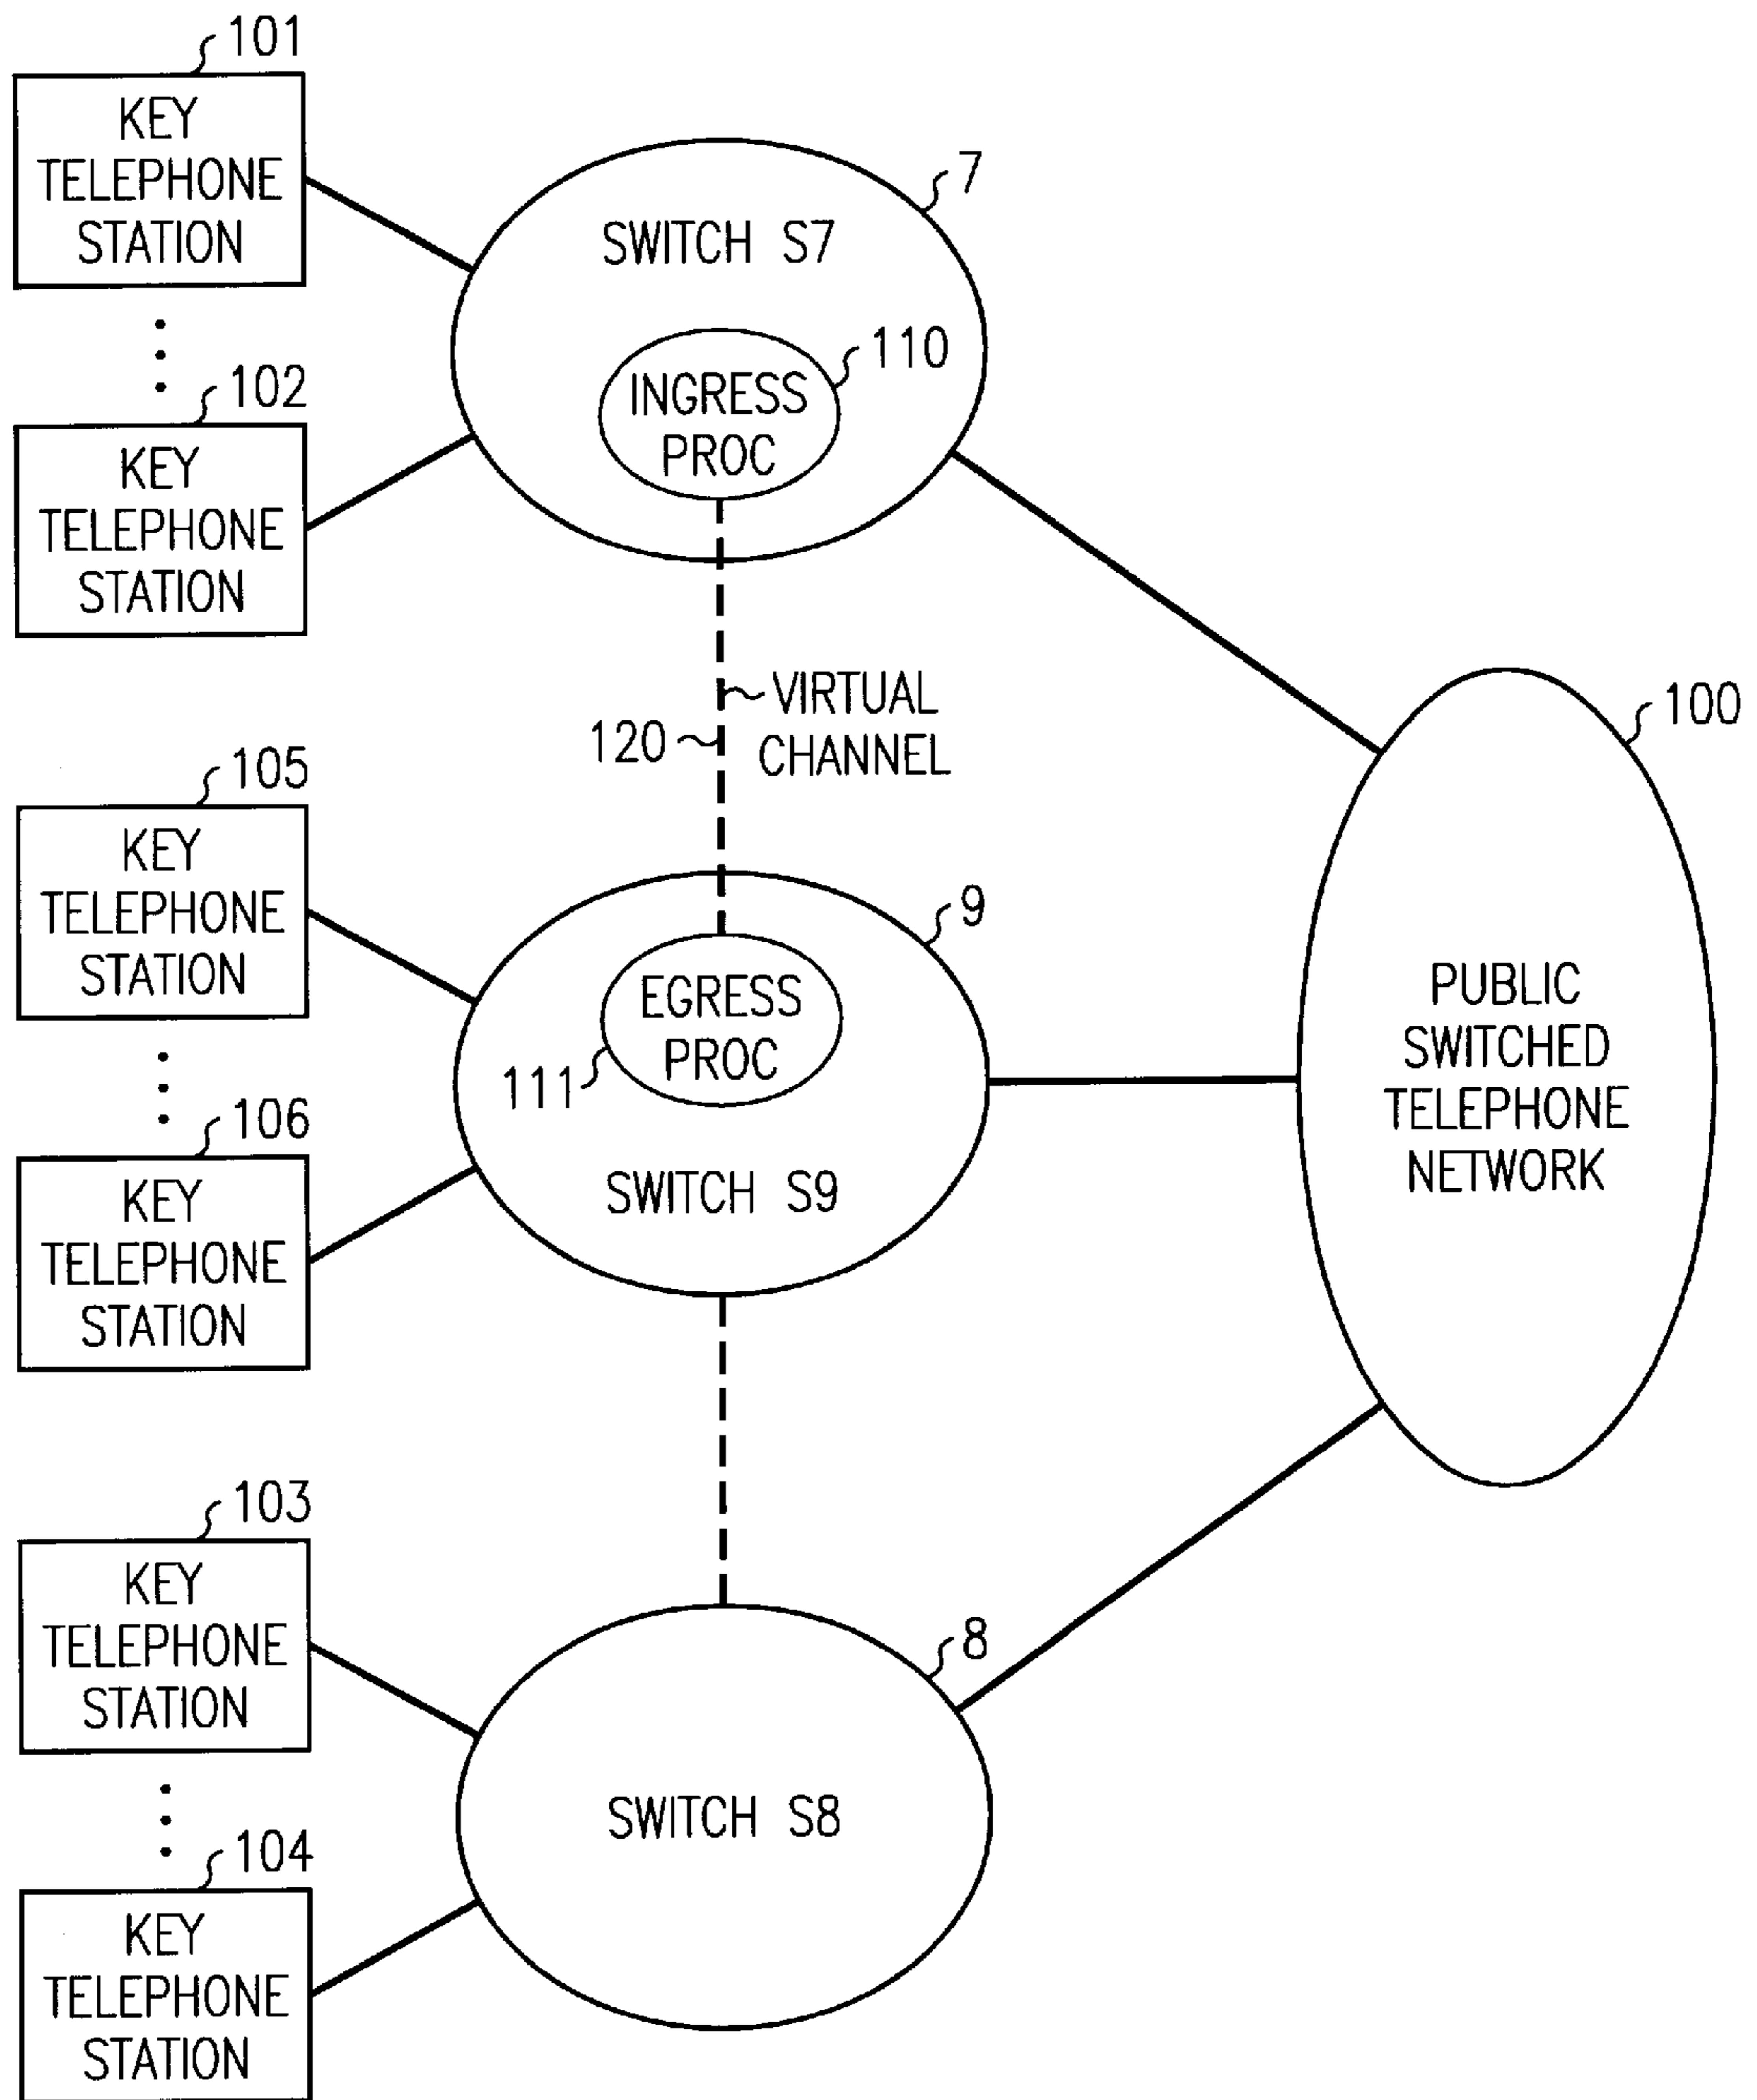 101
KEY
TELEPHONE
STATION
7
SWITCH S7
110
INGRESS
PROC
102
KEY
TELEPHONE
STATION
VIRTUAL
CHANNEL
120
100
PUBLIC
SWITCHED
TELEPHONE
NETWORK
105
KEY
TELEPHONE
STATION
9
EGRESS
PROC
111
SWITCH S9
106
KEY
TELEPHONE
STATION
103
KEY
TELEPHONE
STATION
8
SWITCH S8
104
KEY
TELEPHONE
STATION